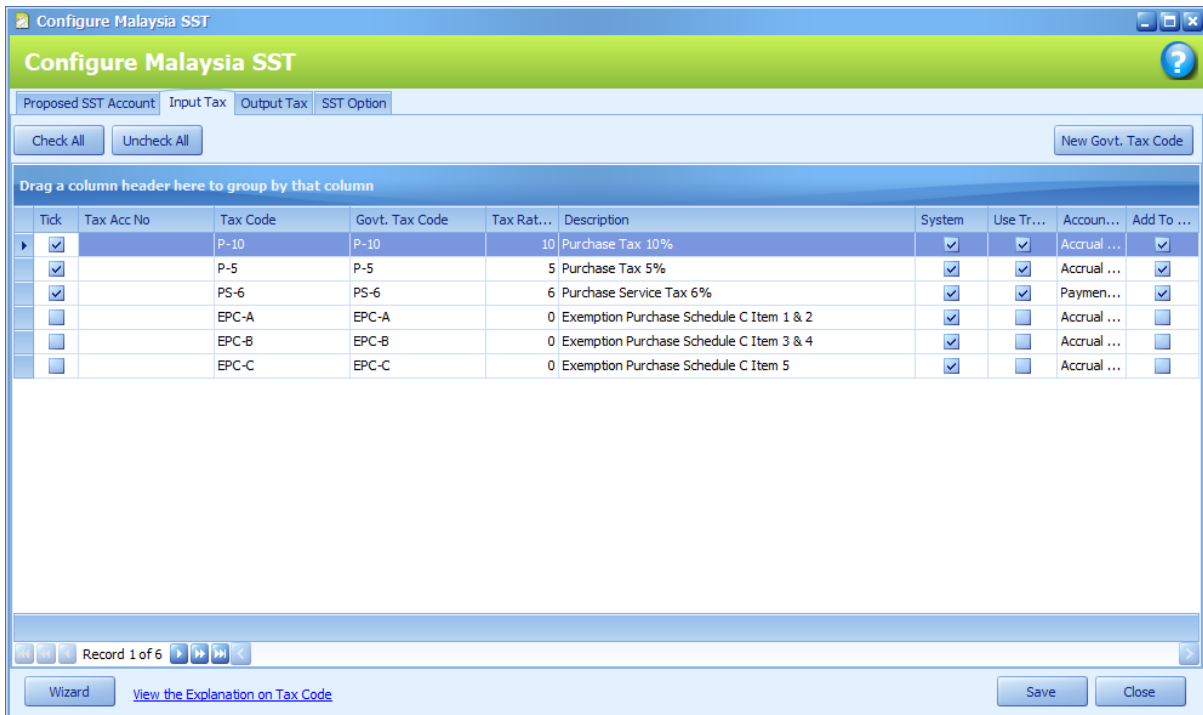 Configure Malaysia SST
Configure Malaysia SST
Proposed SST Account Input Tax Output Tax SST Option
Check All Uncheck All New Govt. Tax Code
Drag a column header here to group by that column
Tick Tax Acc No Tax Code Govt. Tax Code Tax Rat... Description System Use Tr... Accoun... Add To ...
P-10 P-10 10 Purchase Tax 10% Accrual ...
P-5 P-5 5 Purchase Tax 5% Accrual ...
PS-6 PS-6 6 Purchase Service Tax 6% Paymen...
EPC-A EPC-A 0 Exemption Purchase Schedule C Item 1 & 2 Accrual ...
EPC-B EPC-B 0 Exemption Purchase Schedule C Item 3 & 4 Accrual ...
EPC-C EPC-C 0 Exemption Purchase Schedule C Item 5 Accrual ...
Record 1 of 6
Wizard View the Explanation on Tax Code Save Close